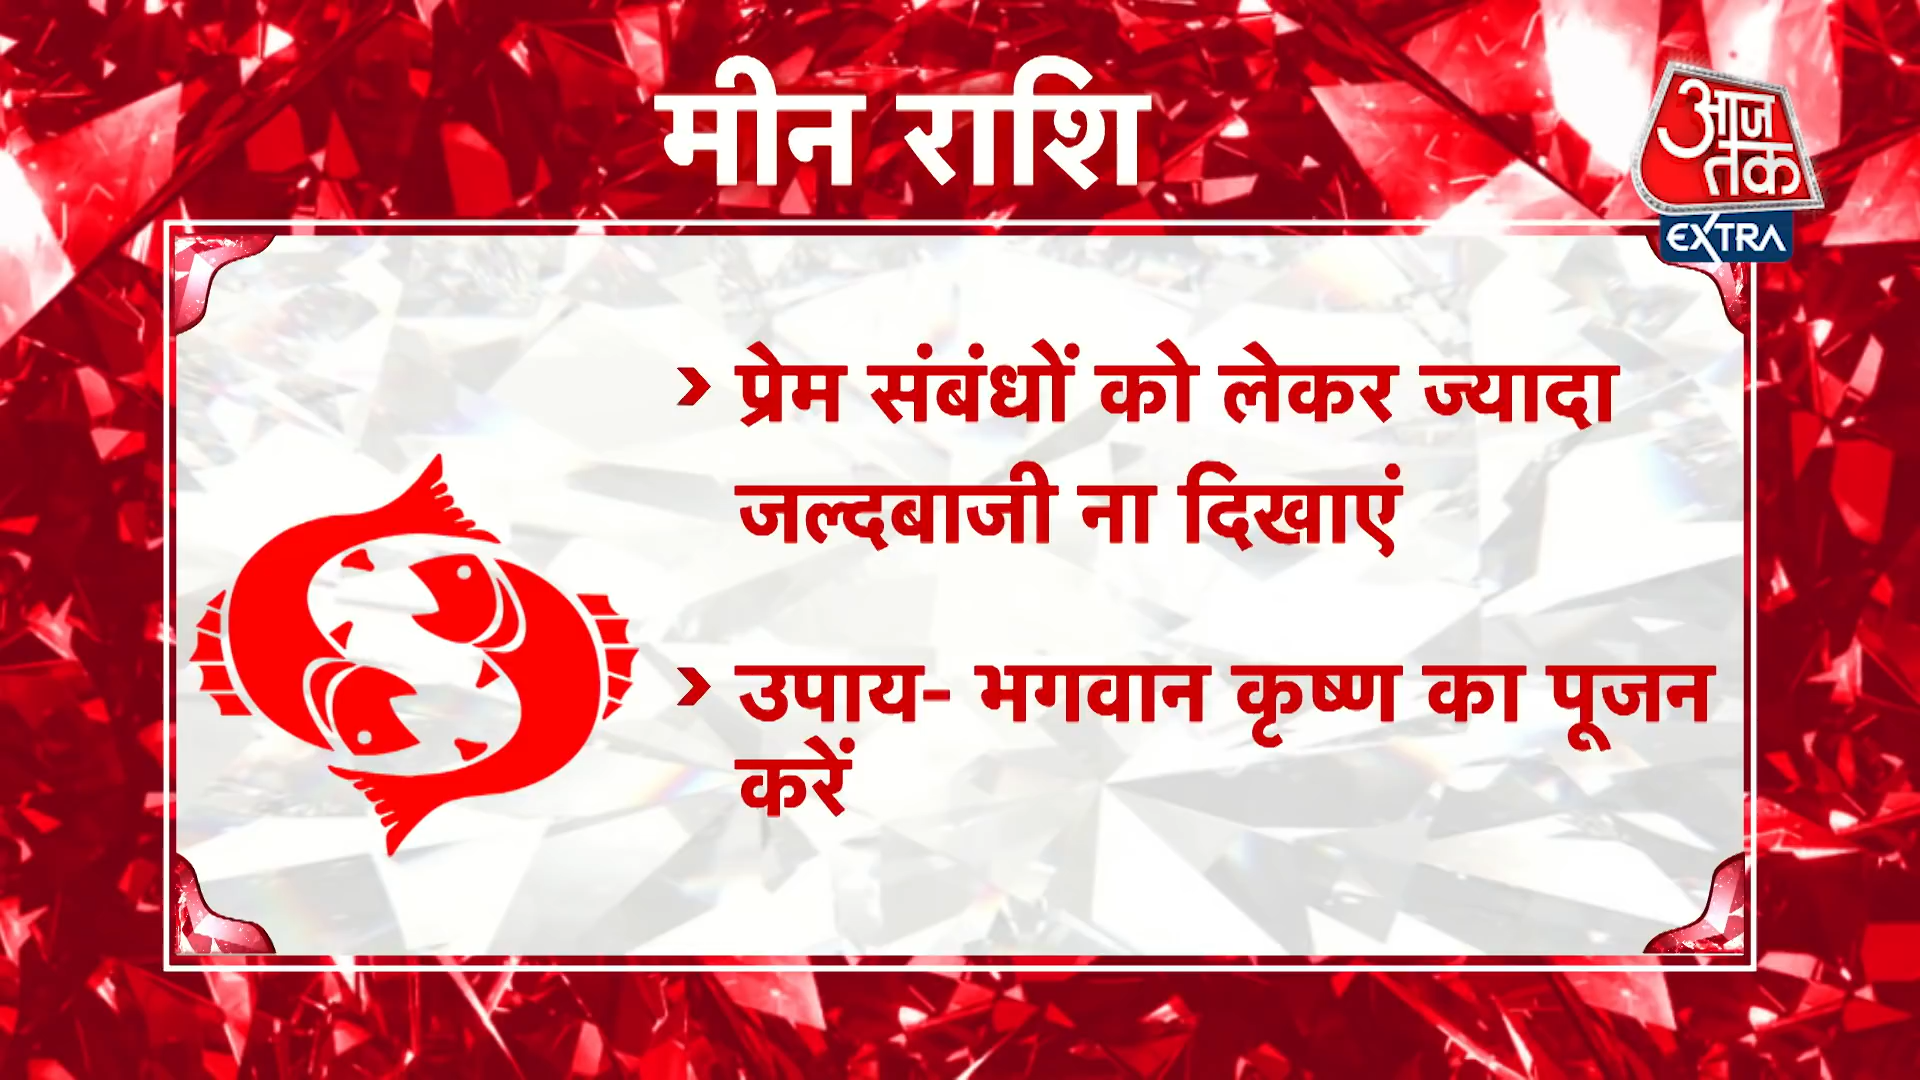 मीन राशि
आज
तक
EXTRA
प्रेम संबंधों को लेकर ज्यादा
जल्दबाजी ना दिखाएं
उपाय- भगवान कृष्ण का पूजन
करें